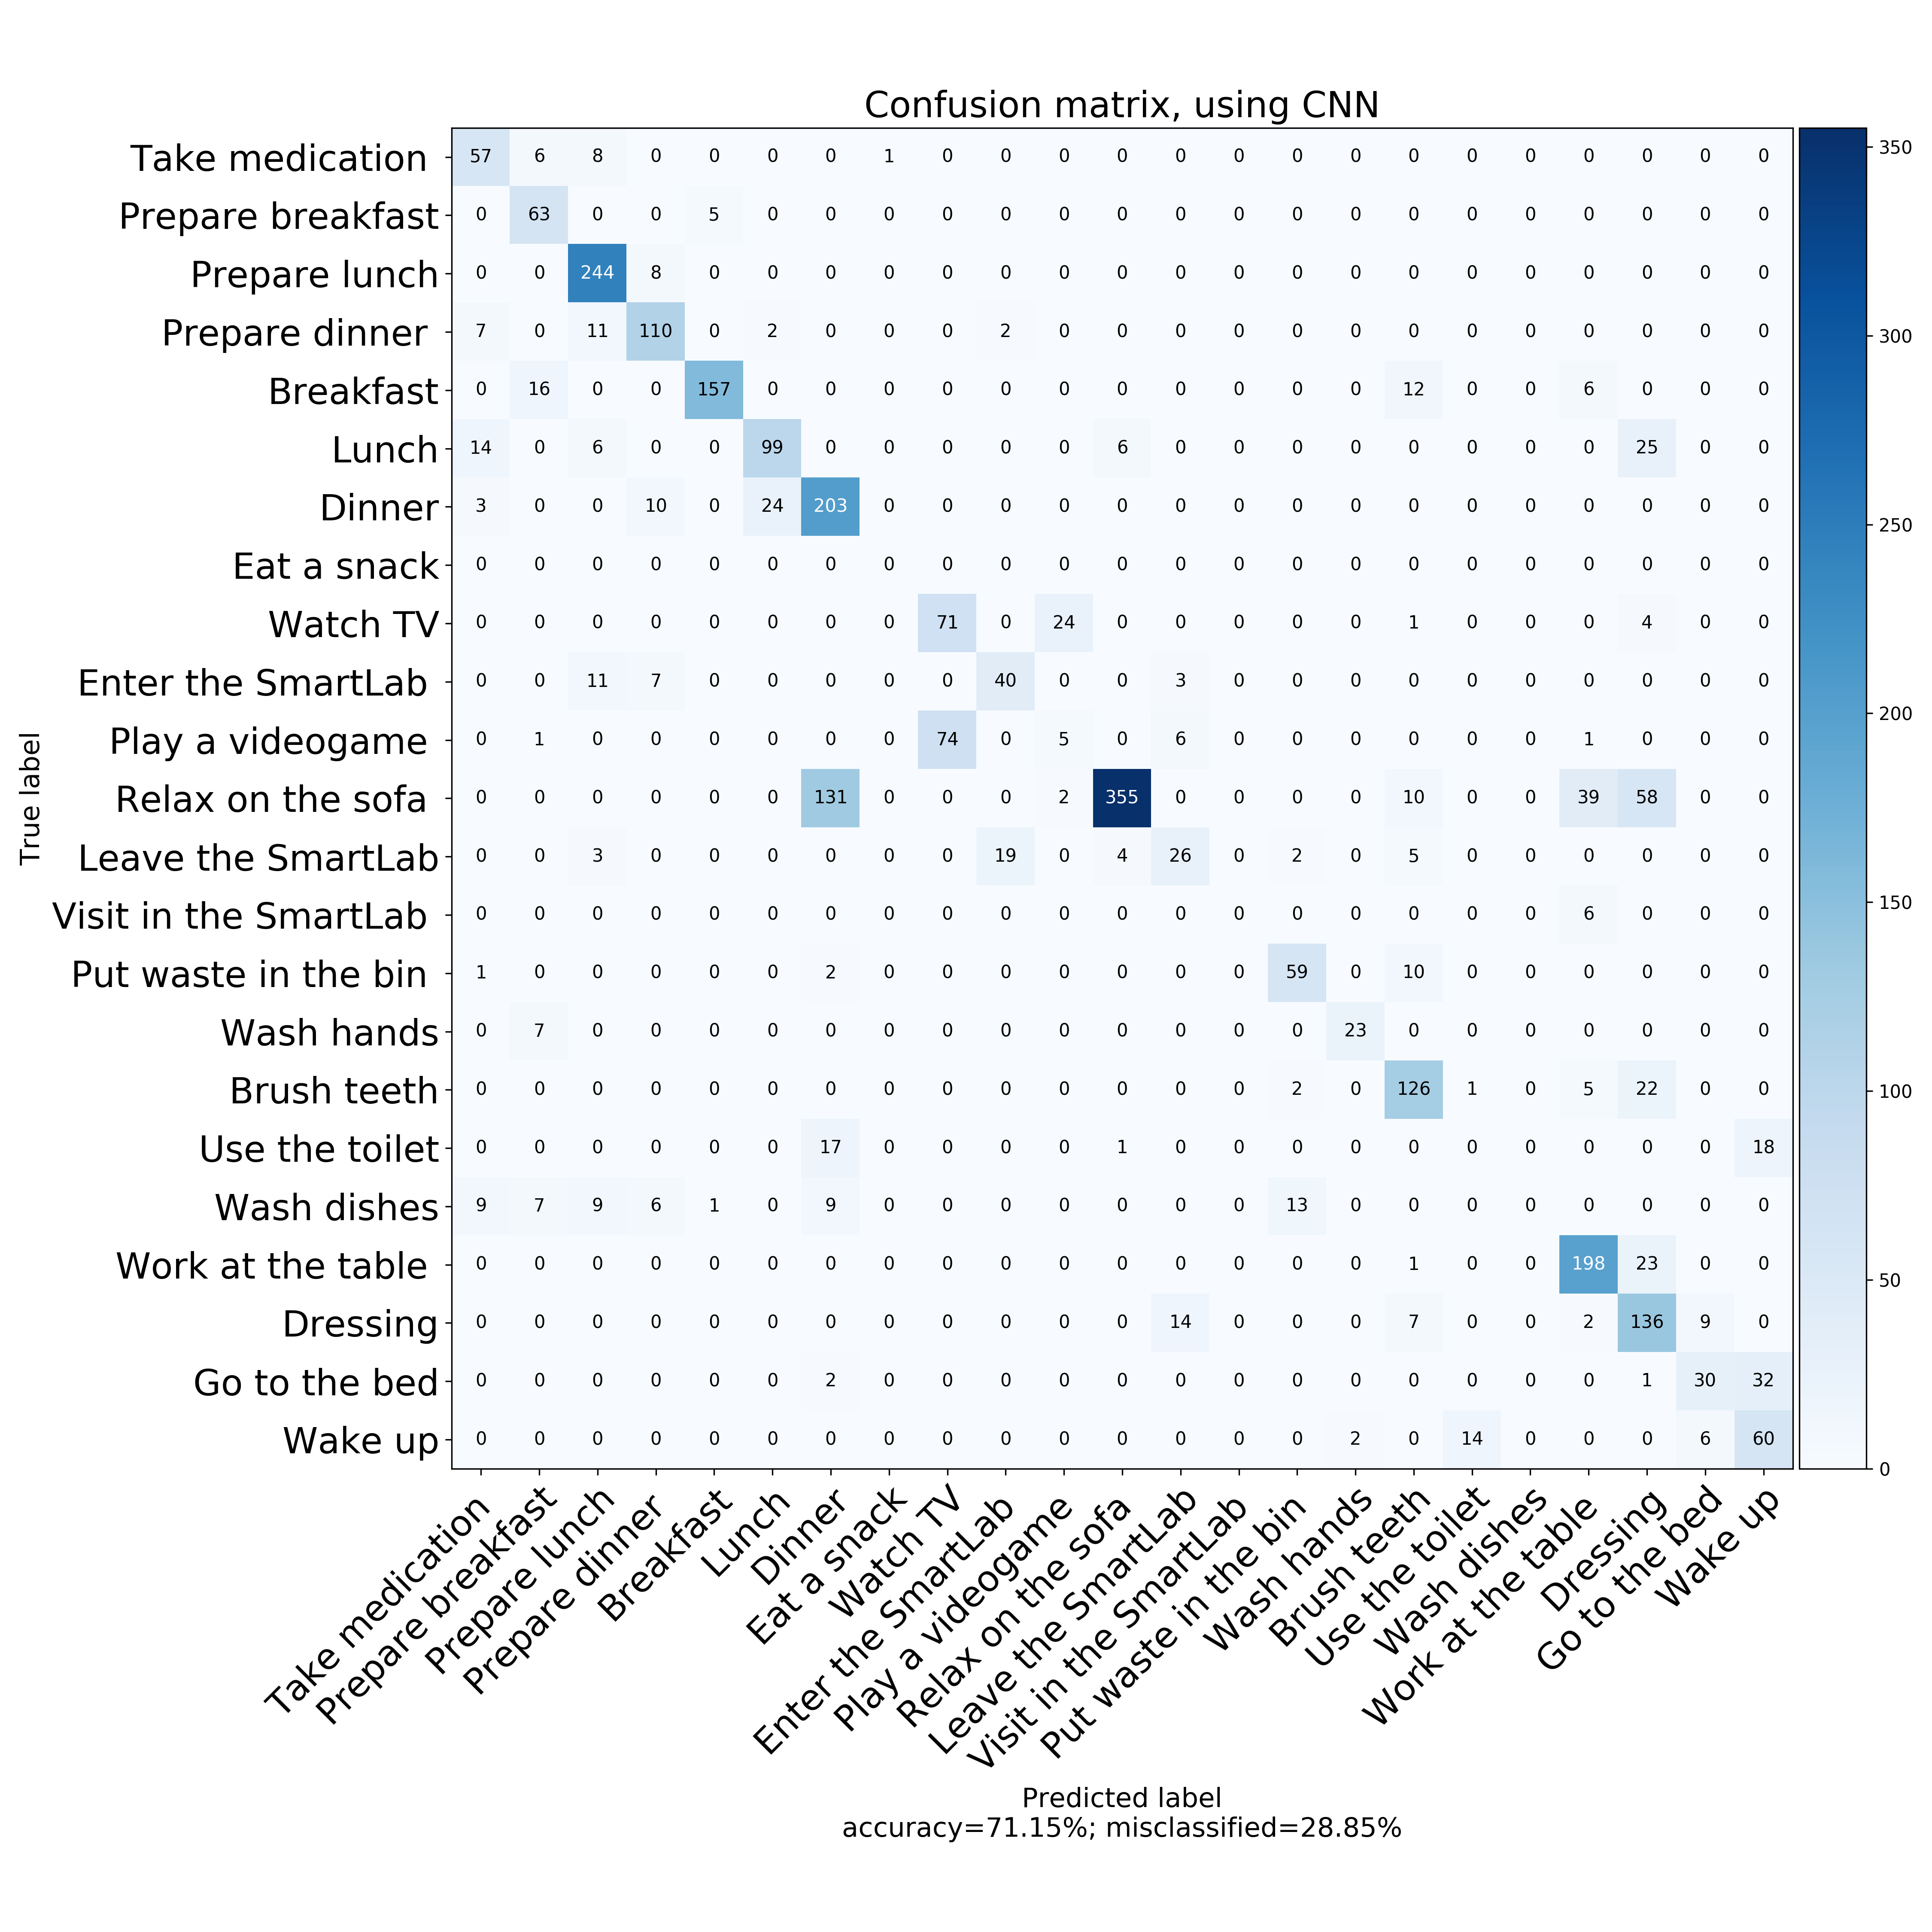 Confusion matrix, using CNN
Take medication 57 6 8 0 0 0 0 1 0 0 0 0 0 0 0 0 0 0 0 0 0 0 0
Prepare breakfast 0 63 0 0 5 0 0 0 0 0 0 0 0 0 0 0 0 0 0 0 0 0 0
Prepare lunch 0 0 244 8 0 0 0 0 0 0 0 0 0 0 0 0 0 0 0 0 0 0 0
Prepare dinner 7 0 11 110 0 2 0 0 0 2 0 0 0 0 0 0 0 0 0 0 0 0 0
Breakfast 0 16 0 0 157 0 0 0 0 0 0 0 0 0 0 0 12 0 0 6 0 0 0
Lunch 14 0 6 0 0 99 0 0 0 0 0 6 0 0 0 0 0 0 0 0 25 0 0
Dinner 3 0 0 10 0 24 203 0 0 0 0 0 0 0 0 0 0 0 0 0 0 0 0
Eat a snack 0 0 0 0 0 0 0 0 0 0 0 0 0 0 0 0 0 0 0 0 0 0 0
Watch TV 0 0 0 0 0 0 0 0 71 0 24 0 0 0 0 0 1 0 0 0 4 0 0
Enter the SmartLab 0 0 11 7 0 0 0 0 0 40 0 0 3 0 0 0 0 0 0 0 0 0 0
Play a videogame 0 1 0 0 0 0 0 0 74 0 5 0 6 0 0 0 0 0 0 1 0 0 0
Relax on the sofa 0 0 0 0 0 0 131 0 0 0 2 355 0 0 0 0 10 0 0 39 58 0 0
Leave the SmartLab 0 0 3 0 0 0 0 0 0 19 0 4 26 0 2 0 5 0 0 0 0 0 0
Visit in the SmartLab 0 0 0 0 0 0 0 0 0 0 0 0 0 0 0 0 0 0 0 6 0 0 0
Put waste in the bin 1 0 0 0 0 0 2 0 0 0 0 0 0 0 59 0 10 0 0 0 0 0 0
Wash hands 0 7 0 0 0 0 0 0 0 0 0 0 0 0 0 23 0 0 0 0 0 0 0
Brush teeth 0 0 0 0 0 0 0 0 0 0 0 0 0 0 2 0 126 1 0 5 22 0 0
Use the toilet 0 0 0 0 0 0 17 0 0 0 0 1 0 0 0 0 0 0 0 0 0 0 18
Wash dishes 9 7 9 6 1 0 9 0 0 0 0 0 0 0 13 0 0 0 0 0 0 0 0
Work at the table 0 0 0 0 0 0 0 0 0 0 0 0 0 0 0 0 1 0 0 198 23 0 0
Dressing 0 0 0 0 0 0 0 0 0 0 0 0 14 0 0 0 7 0 0 2 136 9 0
Go to the bed 0 0 0 0 0 0 2 0 0 0 0 0 0 0 0 0 0 0 0 0 1 30 32
Wake up 0 0 0 0 0 0 0 0 0 0 0 0 0 0 0 2 0 14 0 0 0 6 60
True label
350
300
250
200
150
100
50
0
Take medication
Prepare breakfast
Prepare lunch
Prepare dinner
Breakfast
Lunch
Dinner
Eat a snack
Watch TV
Enter the SmartLab
Play a videogame
Relax on the sofa
Leave the SmartLab
Visit in the SmartLab
Put waste in the bin
Wash hands
Brush teeth
Use the toilet
Wash dishes
Work at the table
Dressing
Go to the bed
Wake up
Predicted label
accuracy=71.15%; misclassified=28.85%